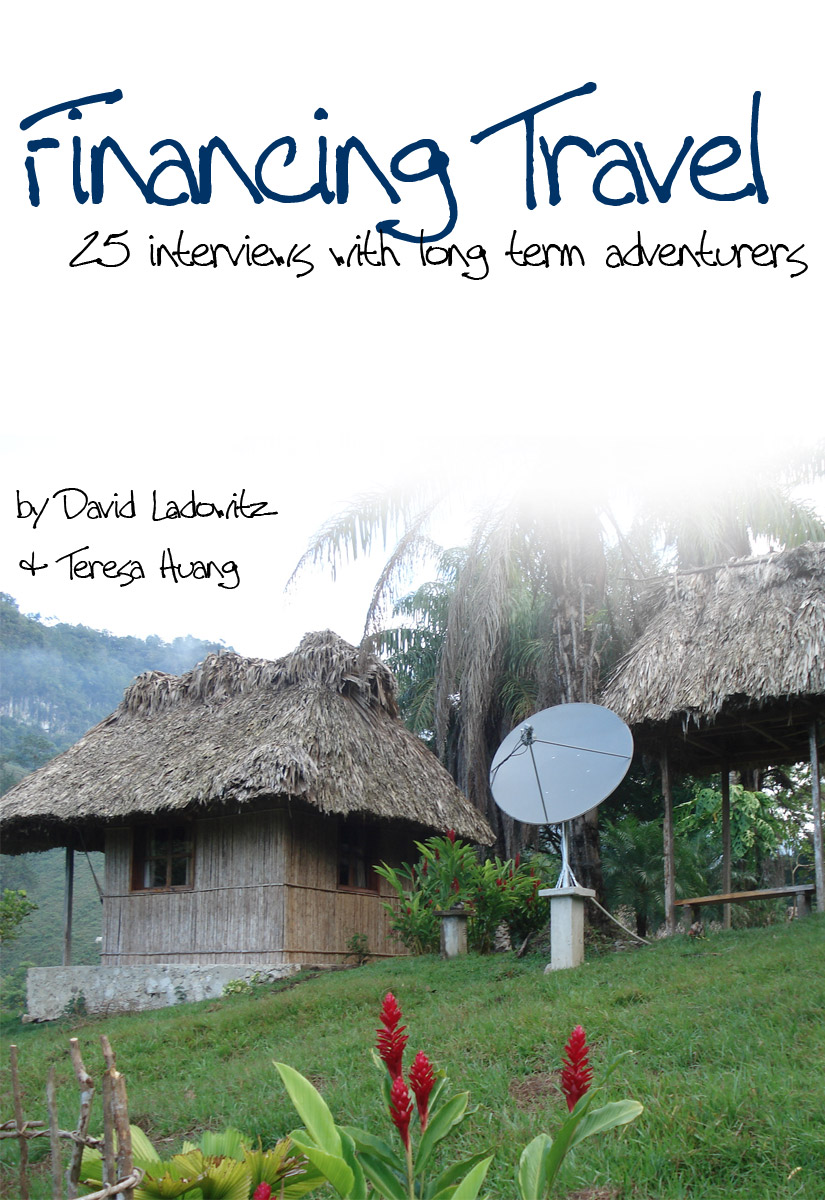 Financing Travel
25 interviews with long term adventurers
by David Ladowitz
& Teresa Huang